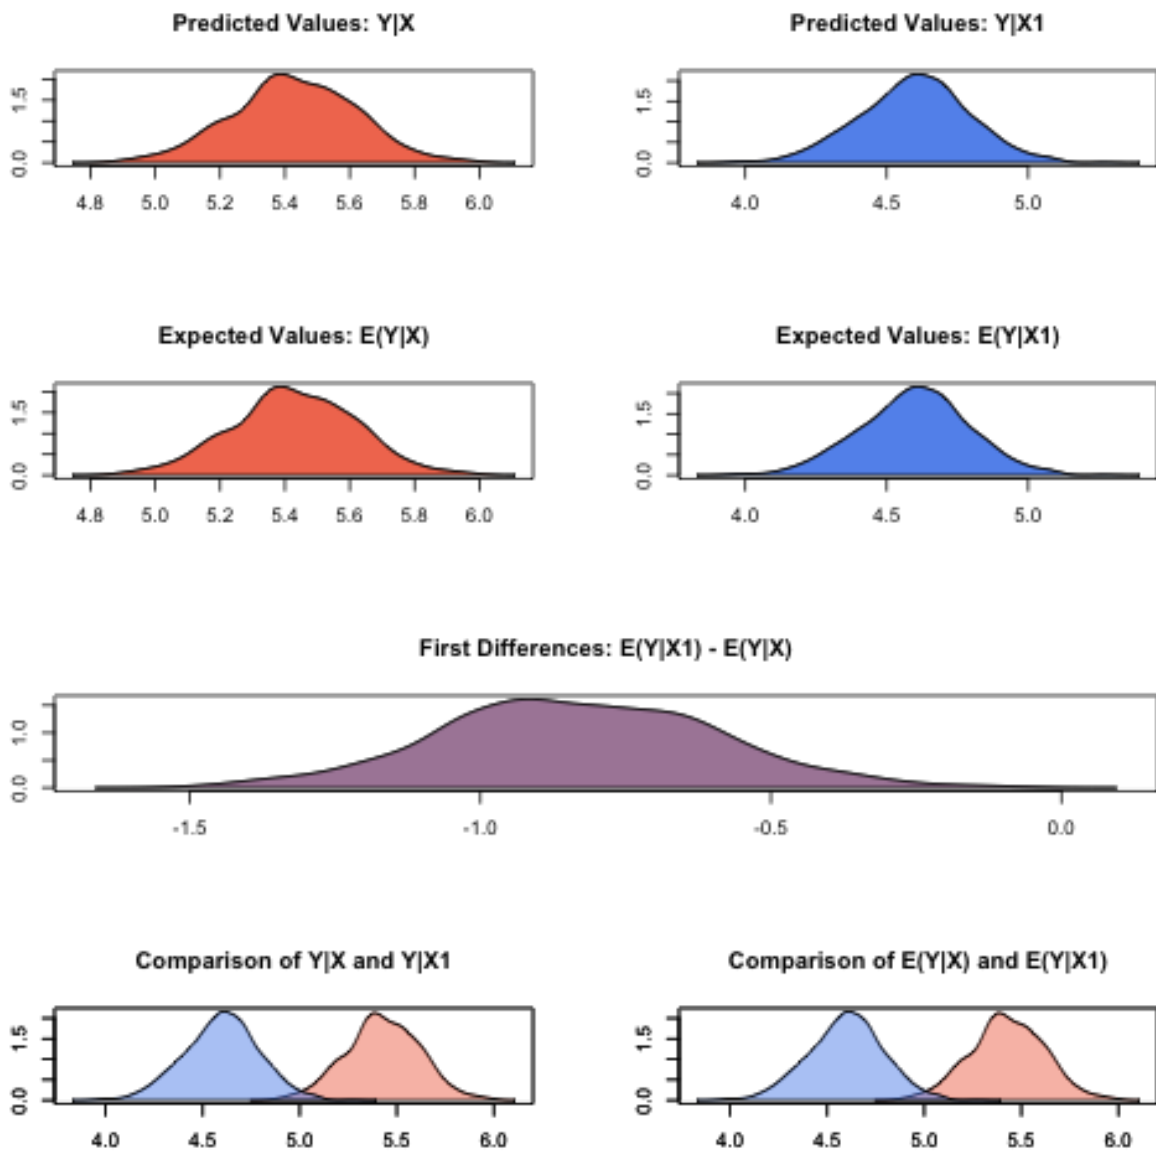 Predicted Values: Y|X
Predicted Values: Y|X1
0.0 1.5
4.8 5.0 5.2 5.4 5.6 5.8 6.0
0.0 1.5
4.0 4.5 5.0
Expected Values: E(Y|X)
Expected Values: E(Y|X1)
0.0 1.5
4.8 5.0 5.2 5.4 5.6 5.8 6.0
0.0 1.5
4.0 4.5 5.0
First Differences: E(Y|X1) - E(Y|X)
0.0 1.0
-1.5 -1.0 -0.5 0.0
Comparison of Y|X and Y|X1
Comparison of E(Y|X) and E(Y|X1)
0.0 1.5
4.0 4.5 5.0 5.5 6.0
0.0 1.5
4.0 4.5 5.0 5.5 6.0